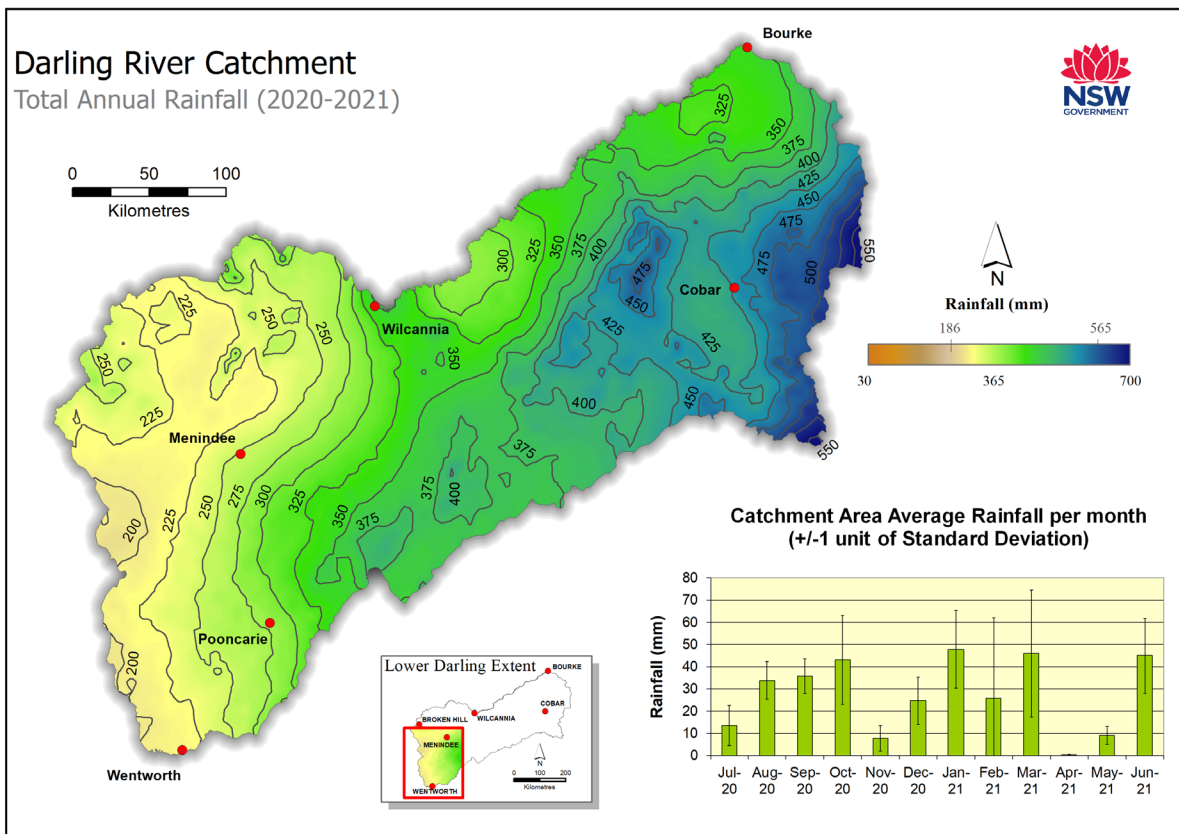 Darling River Catchment
Total Annual Rainfall (2020-2021)
0 50 100
Kilometres
Bourke
NSW
GOVERNMENT
325
350
375
400
425
450
475
475
500
550
550
300
325
350
375
400
475
450
425
425
400
450
Cobar
Wilcannia
350
375
375
400
375
350
325
300
275
250
225
200
200
225
225
250
250
250
250
Menindee
Pooncarie
Wentworth
N
Rainfall (mm)
186 565
30 365 700
Lower Darling Extent
BOURKE
COBAR
WILCANNIA
BROKEN HILL
MENINDEE
WENTWORTH
N
0 100 200
Kilometres
Catchment Area Average Rainfall per month
(+/-1 unit of Standard Deviation)
Rainfall (mm)
80
70
60
50
40
30
20
10
0
Jul-20 Aug-20 Sep-20 Oct-20 Nov-20 Dec-20 Jan-21 Feb-21 Mar-21 Apr-21 May-21 Jun-21